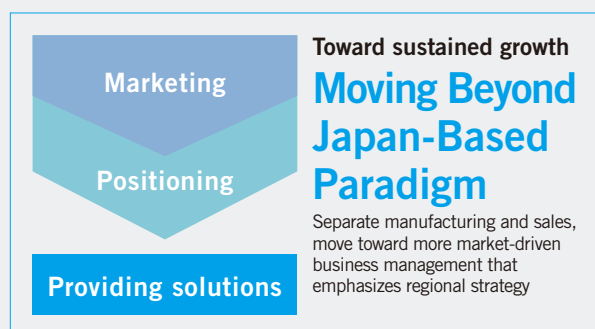 Marketing
Positioning
Providing solutions
Toward sustained growth
Moving Beyond
Japan-Based
Paradigm
Separate manufacturing and sales,
move toward more market-driven
business management that
emphasizes regional strategy